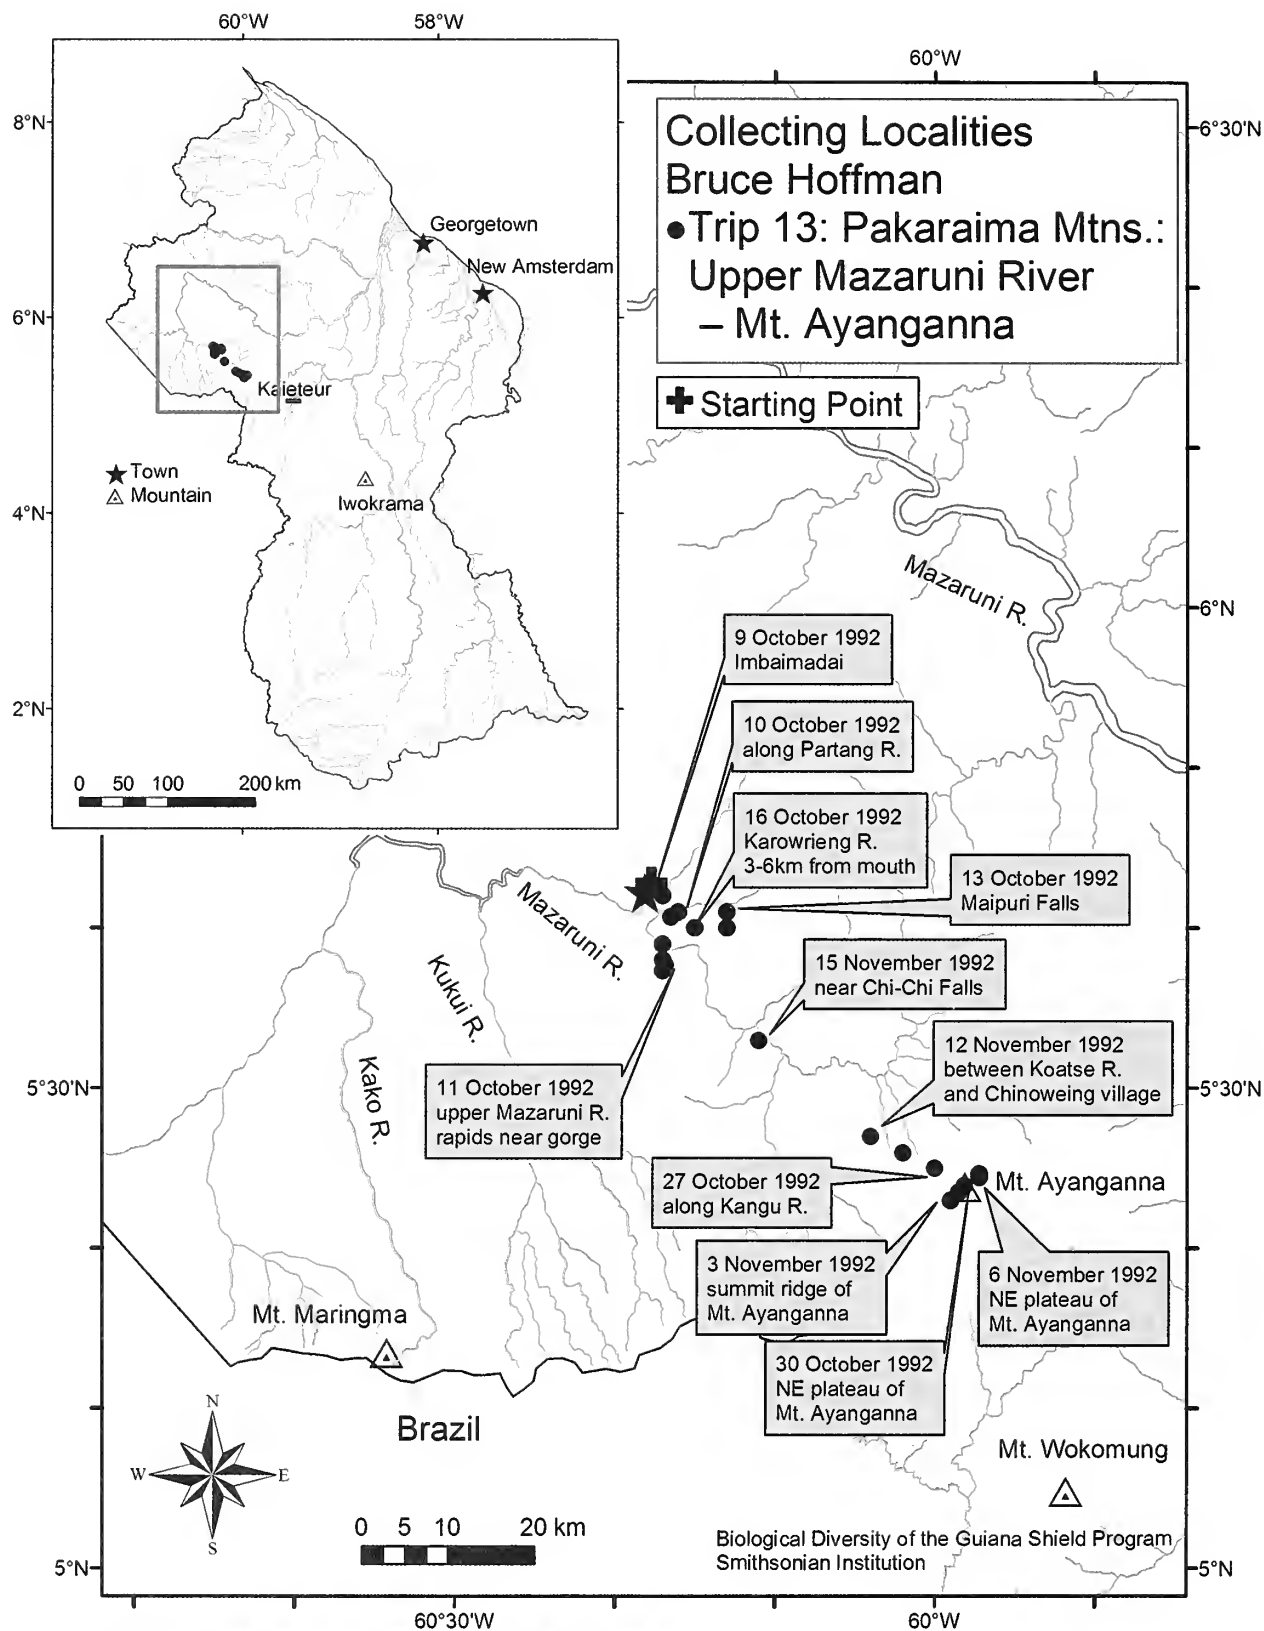 60°W
58°W
8°N
6°N
4°N
2°N
Georgetown
New Amsterdam
Kaieteur
Town
Mountain
Iwokrama
0 50 100 200 km
60°W
6°30'N
Collecting Localities
Bruce Hoffman
Trip 13: Pakaraima Mtns.:
Upper Mazaruni River
– Mt. Ayanganna
Starting Point
Mazaruni R.
6°N
9 October 1992
Imbaimadai
10 October 1992
along Partang R.
16 October 1992
Karowrieng R.
3-6km from mouth
13 October 1992
Maipuri Falls
Mazaruni R.
Kukui R.
Kako R.
15 November 1992
near Chi-Chi Falls
12 November 1992
between Koatse R.
and Chinoweing village
5°30'N
5°30'N
11 October 1992
upper Mazaruni R.
rapids near gorge
27 October 1992
along Kangu R.
Mt. Ayanganna
3 November 1992
summit ridge of
Mt. Ayanganna
6 November 1992
NE plateau of
Mt. Ayanganna
30 October 1992
NE plateau of
Mt. Ayanganna
Mt. Maringma
Brazil
Mt. Wokomung
N
W
E
S
0 5 10 20 km
Biological Diversity of the Guiana Shield Program
Smithsonian Institution
5°N
5°N
60°30'W
60°W